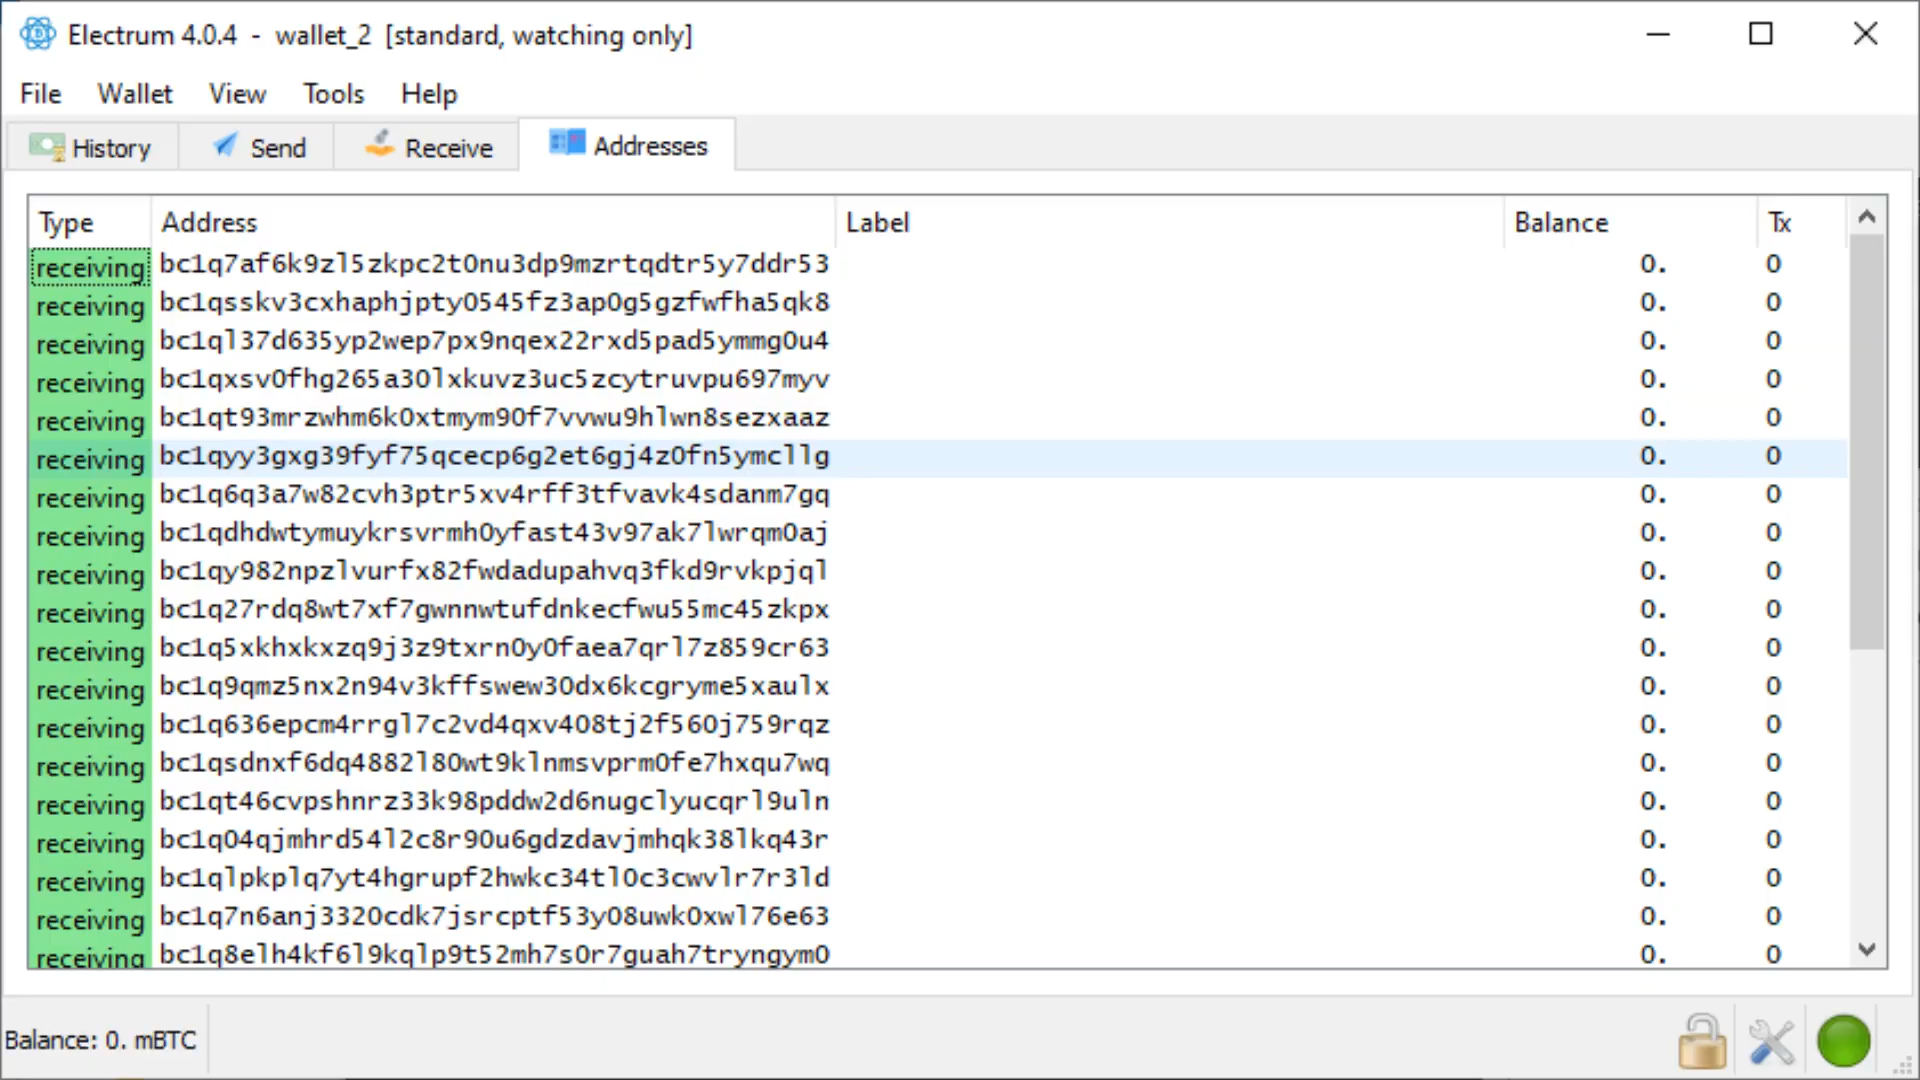 Electrum 4.0.4 - wallet_2 [standard, watching only]
File Wallet View Tools Help
History Send Receive Addresses
Type Address Label Balance Tx
receiving bc1q7af6k9zl5zkpc2t0nu3dp9mzrtqdtr5y7ddr53 0. 0
receiving bc1qsskv3cxhaphjpty0545fz3ap0g5gzfwfha5qk8 0. 0
receiving bc1ql37d635yp2wep7px9nqex22rxd5pad5ymmg0u4 0. 0
receiving bc1qxsv0fhg265a30lxkuvz3uc5zcytruvpu697myv 0. 0
receiving bc1qt93mrzwhm6k0xtmym90f7vvwu9hlwn8sezxaaz 0. 0
receiving bc1qyy3gxg39fyf75qcecp6g2et6gj4z0fn5ymcllg 0. 0
receiving bc1q6q3a7w82cvh3ptr5xv4rff3tfvavk4sdanm7gq 0. 0
receiving bc1qdhdwtymuykrsvrmh0yfast43v97ak7lwrqm0aj 0. 0
receiving bc1qy982npzlvurfx82fwdadupahvq3fkd9rvkpjql 0. 0
receiving bc1q27rdq8wt7xf7gwnnwtufdnkecfwu55mc45zkpx 0. 0
receiving bc1q5xkhxkxzq9j3z9txrn0y0faea7qrl7z859cr63 0. 0
receiving bc1q9qmz5nx2n94v3kffswew30dx6kcgryme5xaulx 0. 0
receiving bc1q636epcm4rrgl7c2vd4qxv408tj2f560j759rqz 0. 0
receiving bc1qsdnxf6dq4882l80wt9klnmsvprm0fe7hxqu7wq 0. 0
receiving bc1qt46cvpshnrz33k98pddw2d6nugclyucqrl9uln 0. 0
receiving bc1q04qjmhrd54l2c8r90u6gdzdavjmhqk38lkq43r 0. 0
receiving bc1qlpkplq7yt4hgrupf2hwkc34tl0c3cwvlr7r3ld 0. 0
receiving bc1q7n6anj3320cdk7jsrcptf53y08uwk0xwl76e63 0. 0
receiving bc1q8elh4kf6l9kqlp9t52mh7s0r7guah7tryngym0 0. 0
Balance: 0. mBTC